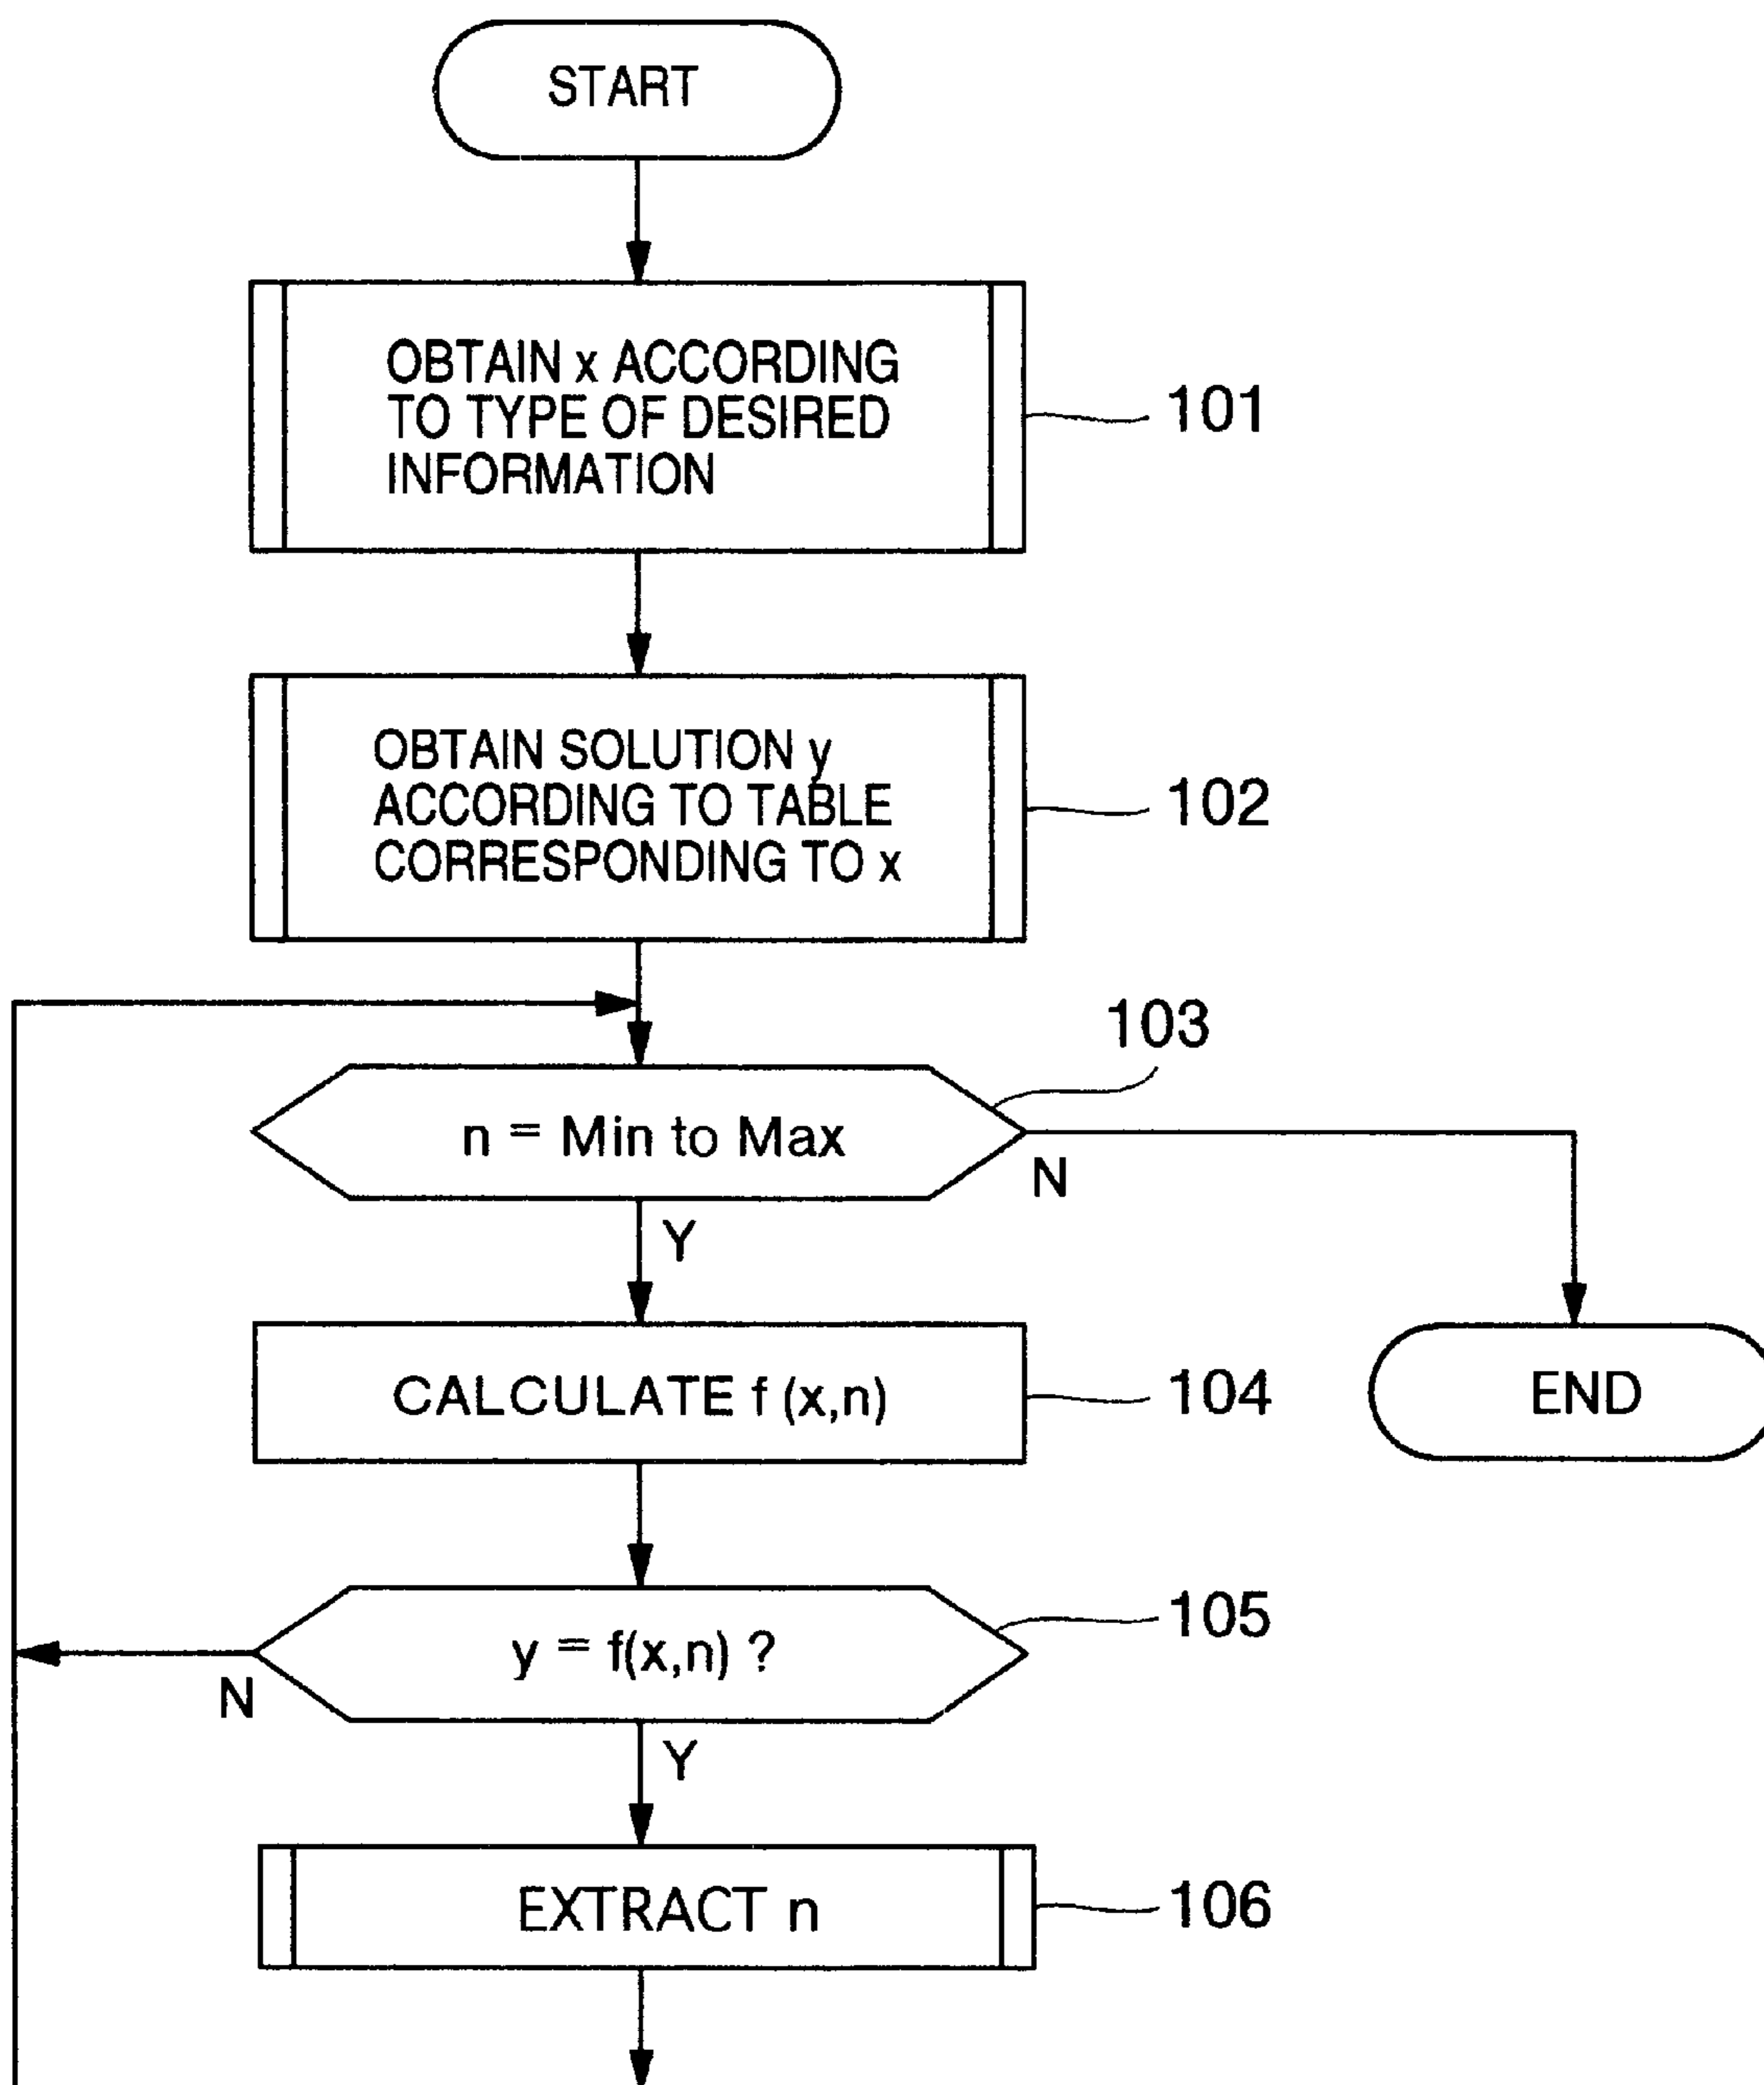 START
OBTAIN x ACCORDING
TO TYPE OF DESIRED
INFORMATION
101
OBTAIN SOLUTION y
ACCORDING TO TABLE
CORRESPONDING TO x
102
103
n = Min to Max
N
Y
CALCULATE f (x,n)
104
END
y = f(x,n) ?
105
N
Y
EXTRACT n
106